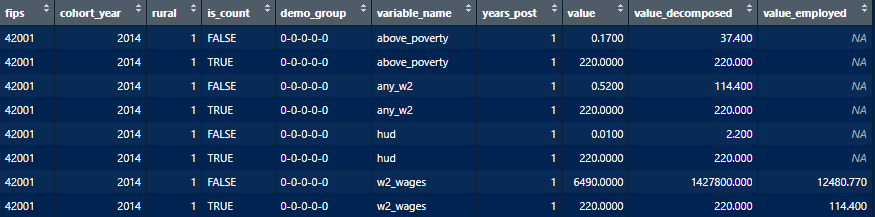 fips cohort_year rural is_count demo_group variable_name years_post value value_decomposed value_employed
42001 2014 1 FALSE 0-0-0-0-0 above_poverty 1 0.1700 37.400 NA
42001 2014 1 TRUE 0-0-0-0-0 above_poverty 1 220.0000 220.000 NA
42001 2014 1 FALSE 0-0-0-0-0 any_w2 1 0.5200 114.400 NA
42001 2014 1 TRUE 0-0-0-0-0 any_w2 1 220.0000 220.000 NA
42001 2014 1 FALSE 0-0-0-0-0 hud 1 0.0100 2.200 NA
42001 2014 1 TRUE 0-0-0-0-0 hud 1 220.0000 220.000 NA
42001 2014 1 FALSE 0-0-0-0-0 w2_wages 1 6490.0000 1427800.000 12480.770
42001 2014 1 TRUE 0-0-0-0-0 w2_wages 1 220.0000 220.000 114.400